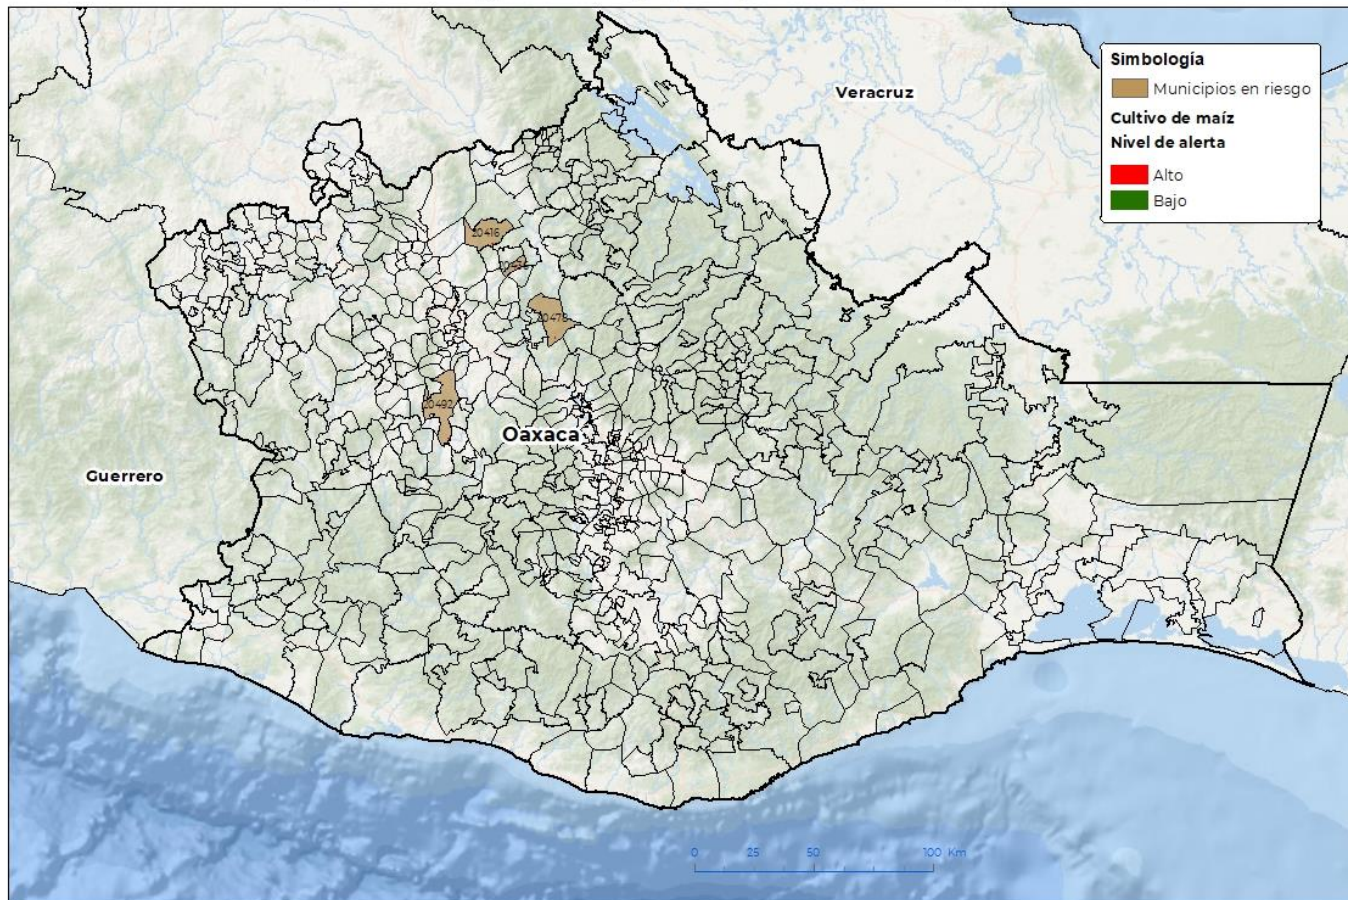 Simbología
Municipios en riesgo
Cultivo de maíz
Nivel de alerta
Alto
Bajo
Veracruz
20416
20492
Oaxaca
Guerrero
0 25 50 100 Km